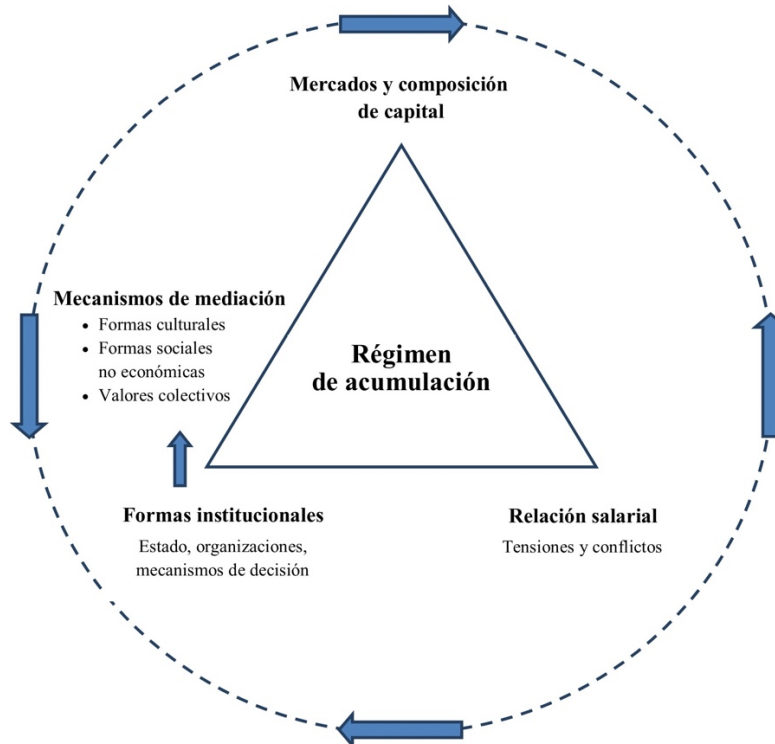 Mercados y composición
de capital
Mecanismos de mediación
• Formas culturales
• Formas sociales
no económicas
• Valores colectivos
Régimen
de acumulación
Formas institucionales
Estado, organizaciones,
mecanismos de decisión
Relación salarial
Tensiones y conflictos